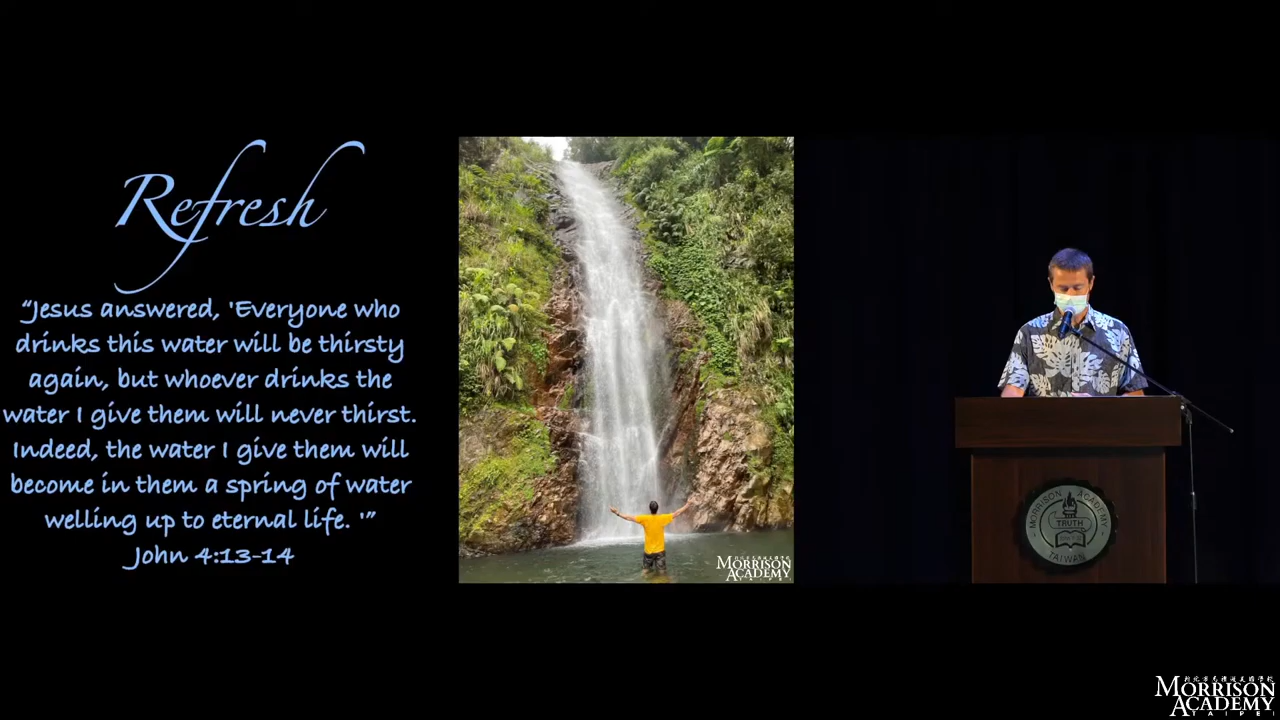 Refresh
“Jesus answered, 'Everyone who
drinks this water will be thirsty
again, but whoever drinks the
water I give them will never thirst.
Indeed, the water I give them will
become in them a spring of water
welling up to eternal life. '”
John 4:13-14
MORRISON
ACADEMY
TAIPEI
MORRISON ACADEMY
TRUTH
TAIWAN
MORRISON
ACADEMY
TAIPEI